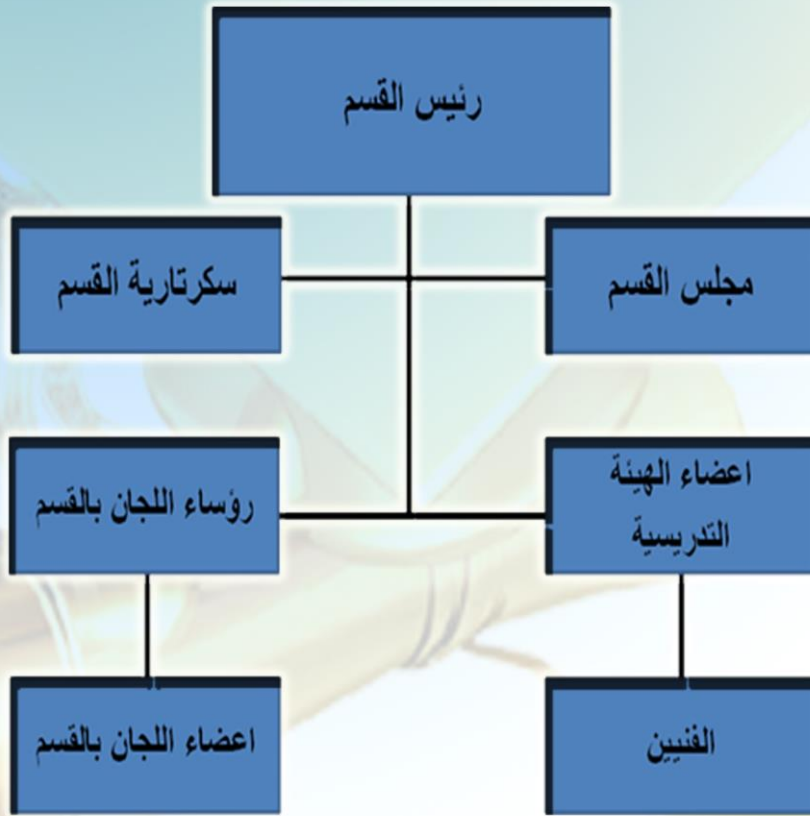 رئيس القسم
مجلس القسم
سكرتارية القسم
اعضاء الهيئة
التدريسية
رؤساء اللجان بالقسم
الفنيين
اعضاء اللجان بالقسم